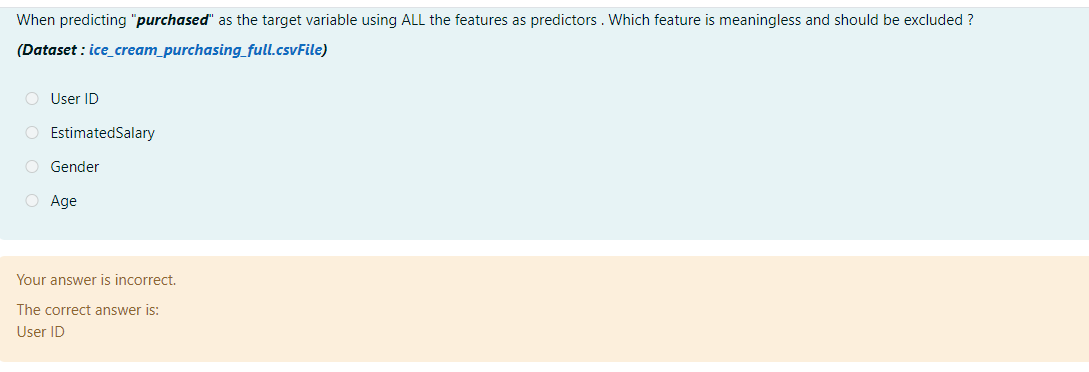 When predicting "purchased" as the target variable using ALL the features as predictors . Which feature is meaningless and should be excluded ?
(Dataset : ice_cream_purchasing_full.csvFile)
User ID
EstimatedSalary
Gender
Age
Your answer is incorrect.
The correct answer is:
User ID